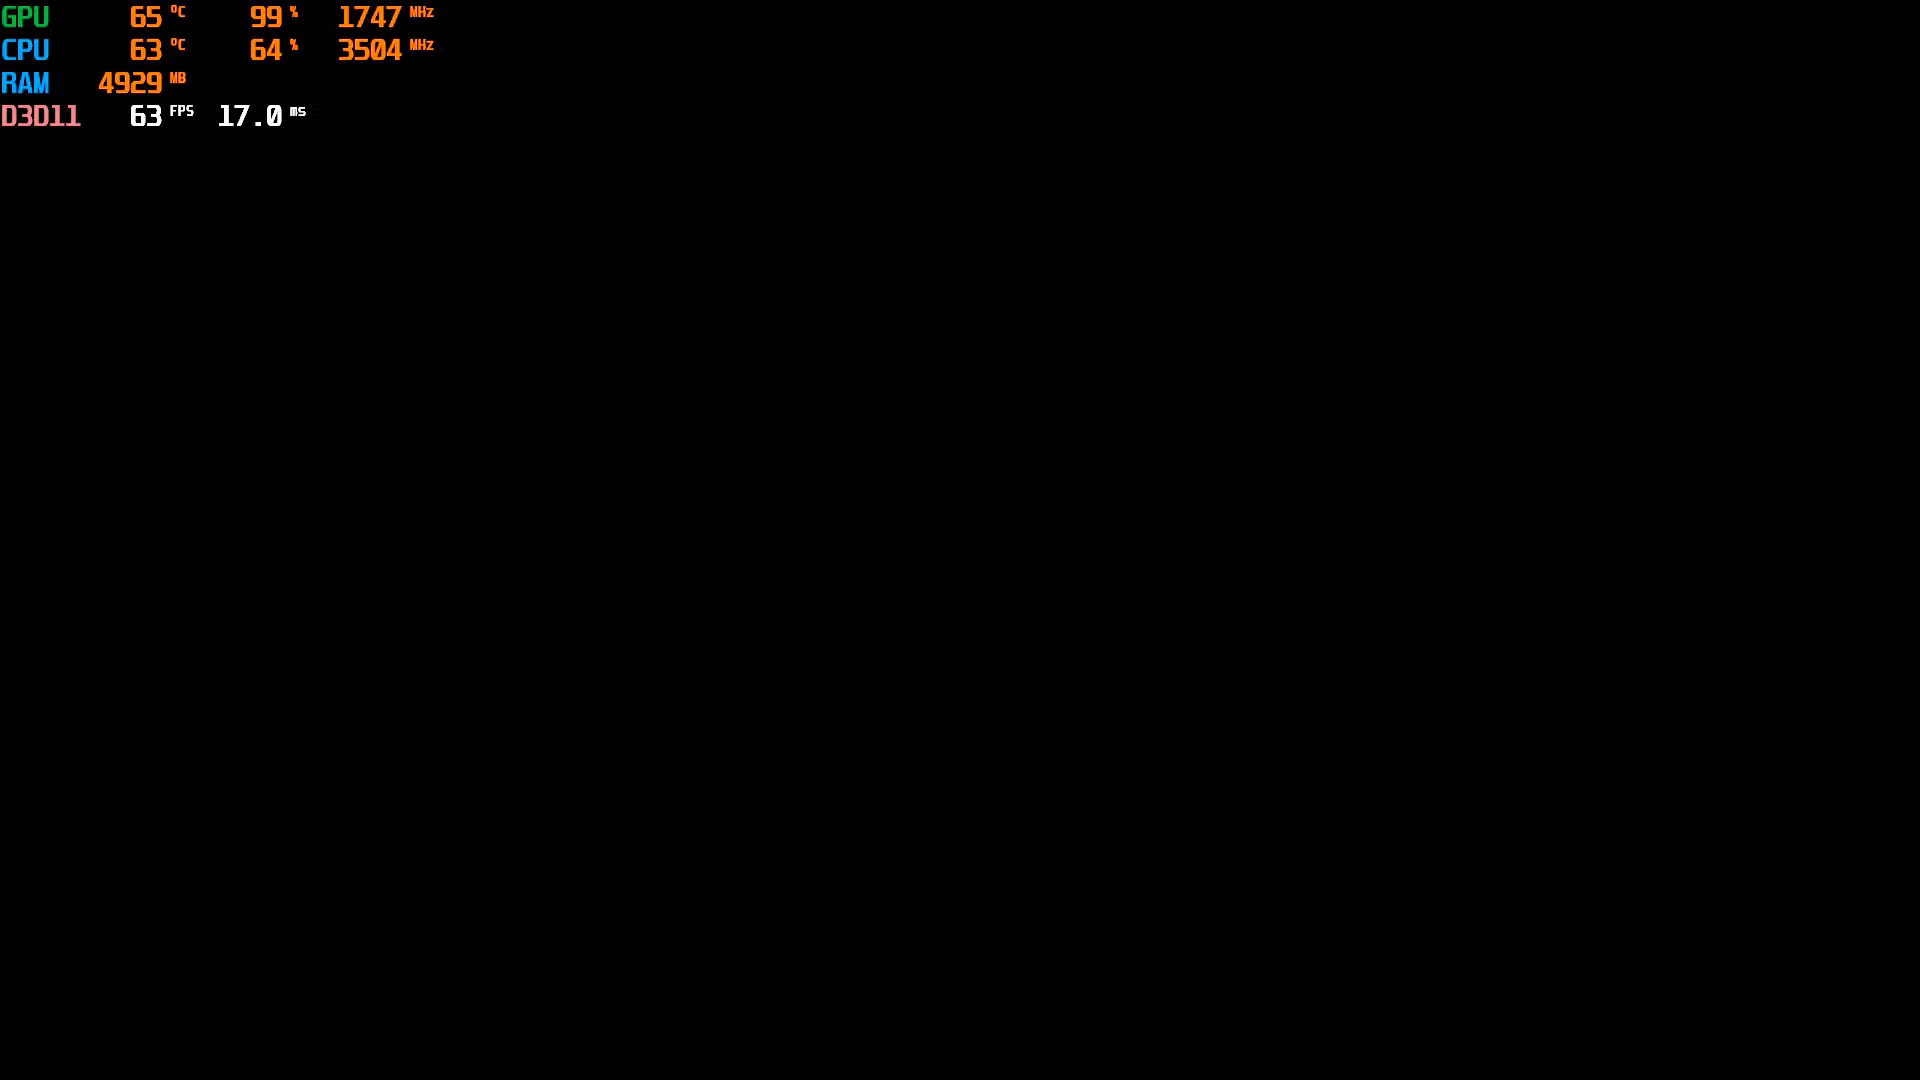 GPU 65 °C 99 % 1747 MHz
CPU 63 °C 64 % 3504 MHz
RAM 4929 MB
D3D11 63 FPS 17.0 ms